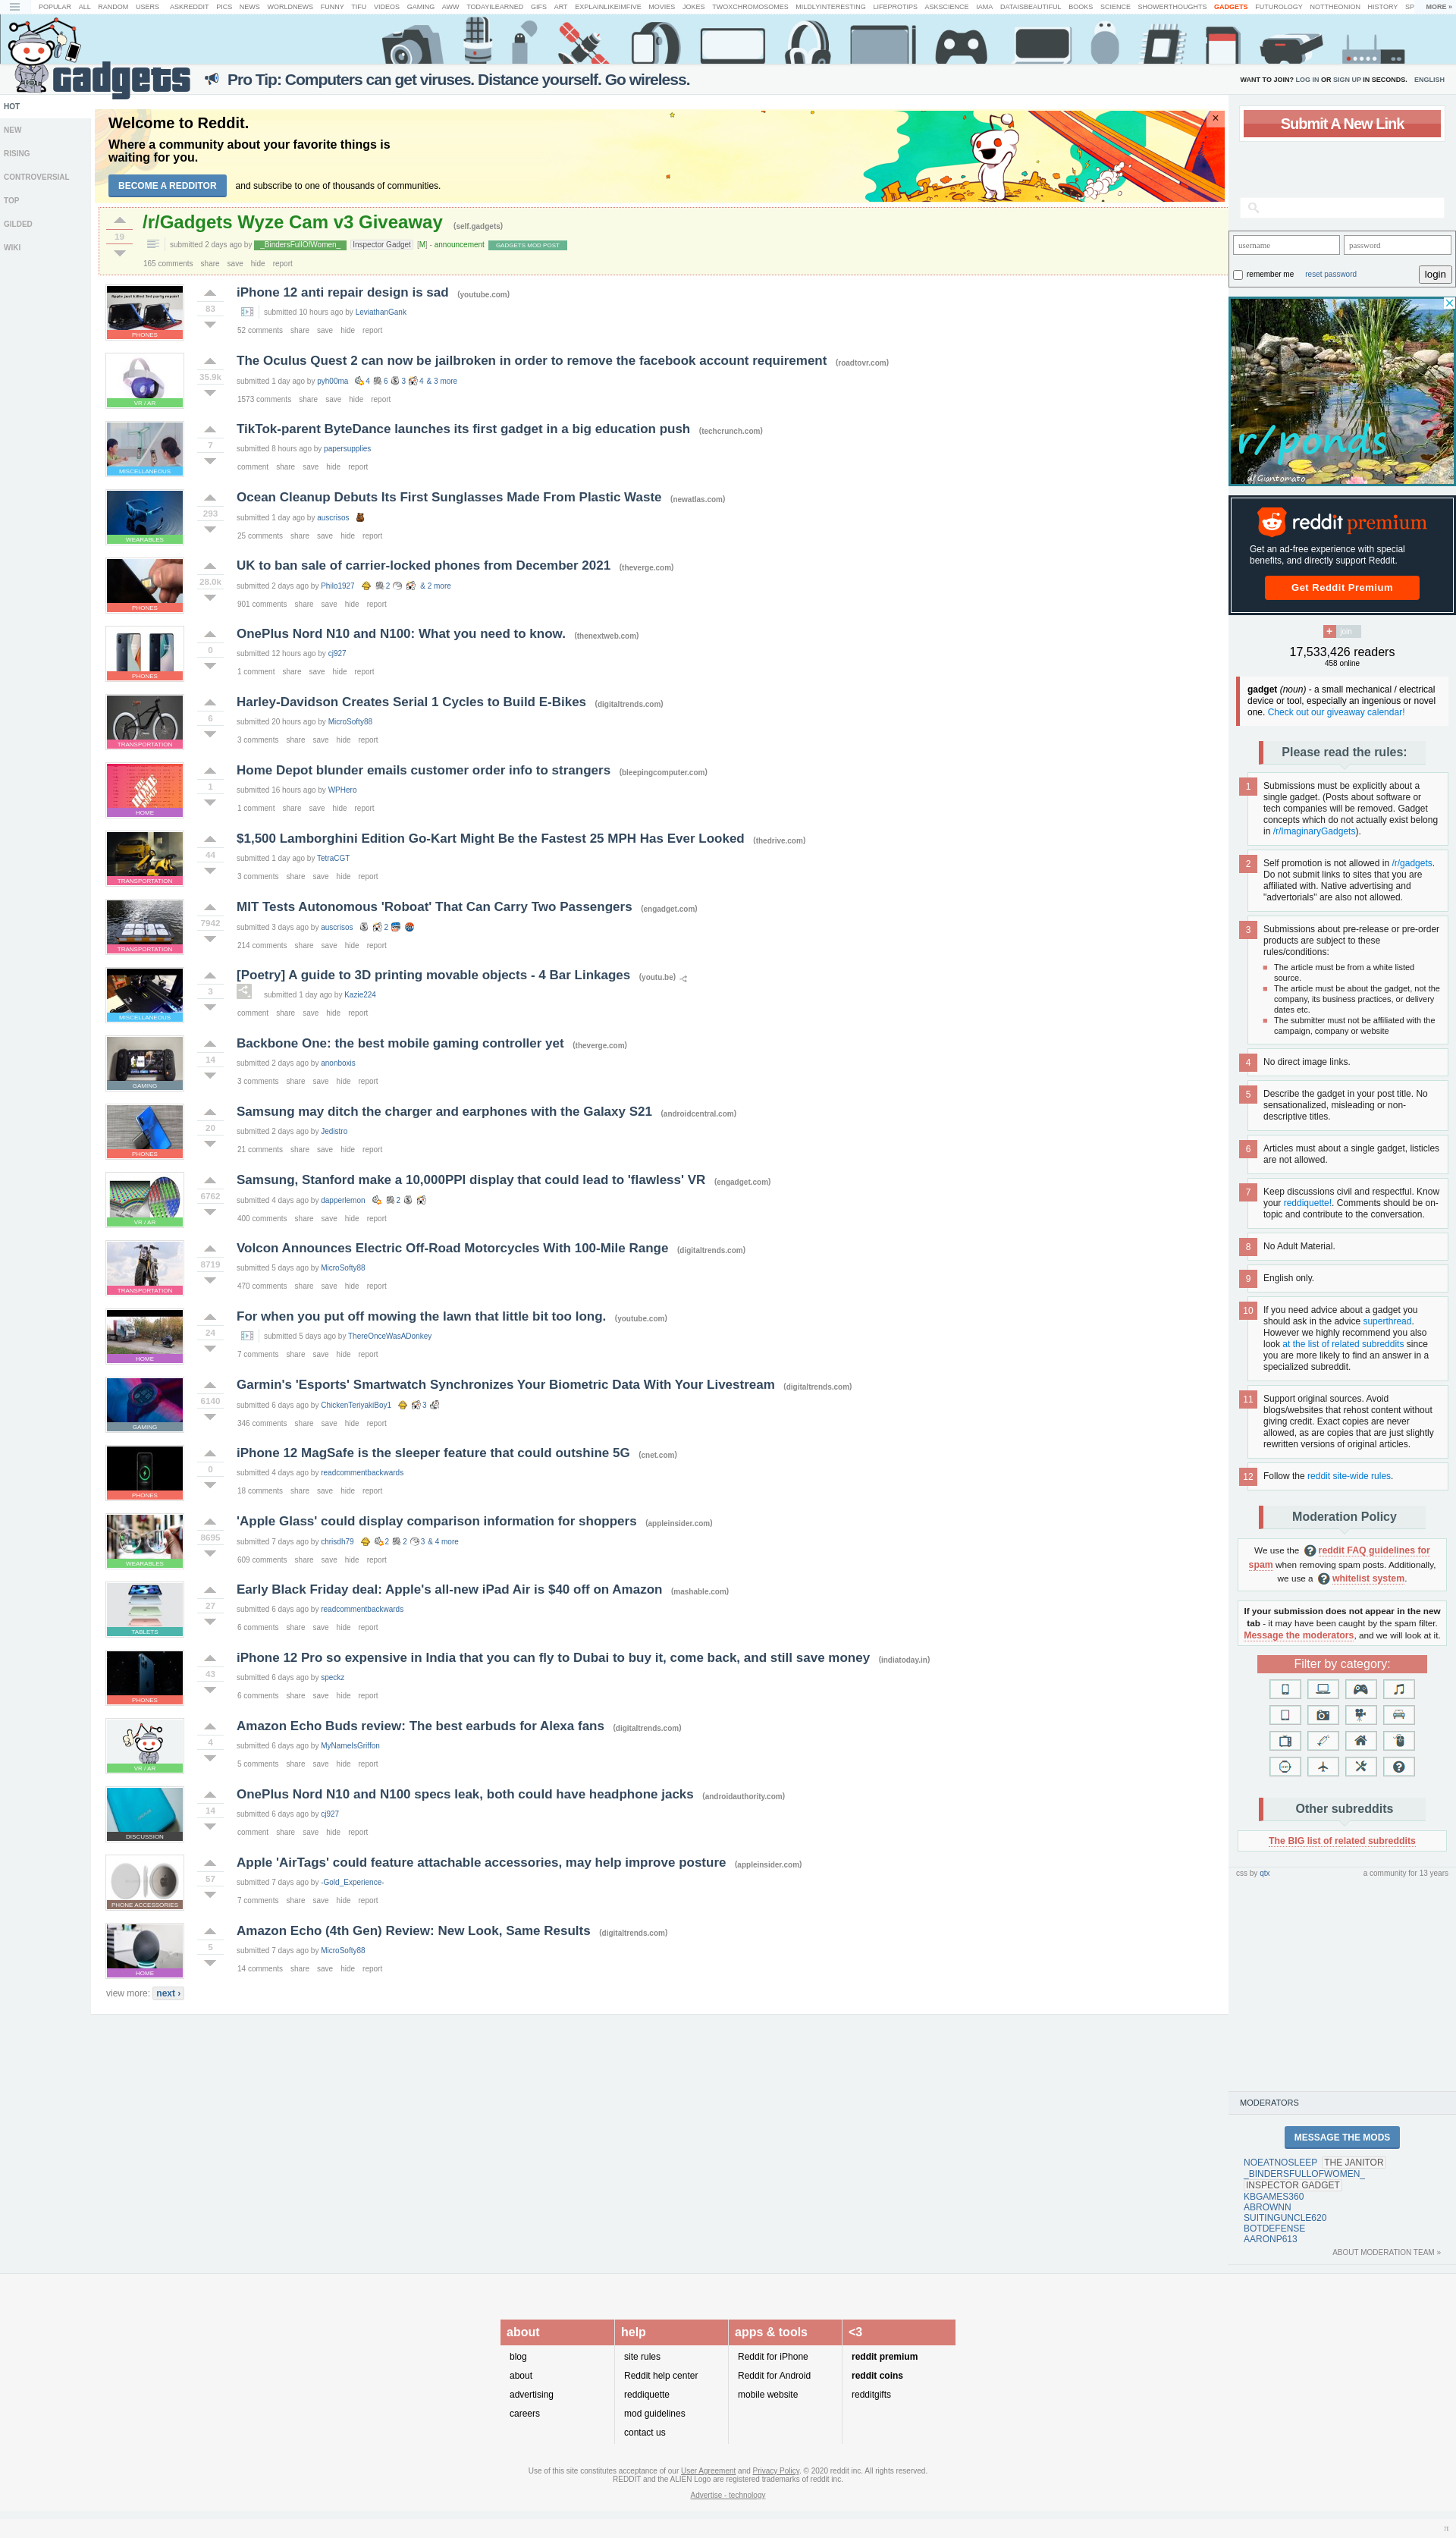 POPULAR ALL RANDOM USERS ASKREDDIT PICS NEWS WORLDNEWS FUNNY TIFU VIDEOS GAMING AWW TODAYILEARNED GIFS ART EXPLAINLIKEIMFIVE MOVIES JOKES TWOXCHROMOSOMES MILDLYINTERESTING LIFEPROTIPS ASKSCIENCE IAMA DATAISBEAUTIFUL BOOKS SCIENCE SHOWERTHOUGHTS GADGETS FUTUROLOGY NOTTHEONION HISTORY SP MORE »
gadgets
Pro Tip: Computers can get viruses. Distance yourself. Go wireless.
WANT TO JOIN? LOG IN OR SIGN UP IN SECONDS. ENGLISH
HOT
NEW
RISING
CONTROVERSIAL
TOP
GILDED
WIKI
Welcome to Reddit.
Where a community about your favorite things is
waiting for you.
BECOME A REDDITOR and subscribe to one of thousands of communities.
×
/r/Gadgets Wyze Cam v3 Giveaway (self.gadgets)
19
submitted 2 days ago by _BindersFullOfWomen_ Inspector Gadget [M] - announcement GADGETS MOD POST
165 comments share save hide report
iPhone 12 anti repair design is sad (youtube.com)
83
submitted 10 hours ago by LeviathanGank
PHONES
52 comments share save hide report
The Oculus Quest 2 can now be jailbroken in order to remove the facebook account requirement (roadtovr.com)
35.9k
submitted 1 day ago by pyh00ma 4 6 3 4 & 3 more
VR / AR
1573 comments share save hide report
TikTok-parent ByteDance launches its first gadget in a big education push (techcrunch.com)
7
submitted 8 hours ago by papersupplies
MISCELLANEOUS
comment share save hide report
Ocean Cleanup Debuts Its First Sunglasses Made From Plastic Waste (newatlas.com)
293
submitted 1 day ago by auscrisos
WEARABLES
25 comments share save hide report
UK to ban sale of carrier-locked phones from December 2021 (theverge.com)
28.0k
submitted 2 days ago by Philo1927 2 & 2 more
PHONES
901 comments share save hide report
OnePlus Nord N10 and N100: What you need to know. (thenextweb.com)
0
submitted 12 hours ago by cj927
PHONES
1 comment share save hide report
Harley-Davidson Creates Serial 1 Cycles to Build E-Bikes (digitaltrends.com)
6
submitted 20 hours ago by MicroSofty88
TRANSPORTATION
3 comments share save hide report
Home Depot blunder emails customer order info to strangers (bleepingcomputer.com)
1
submitted 16 hours ago by WPHero
HOME
1 comment share save hide report
$1,500 Lamborghini Edition Go-Kart Might Be the Fastest 25 MPH Has Ever Looked (thedrive.com)
44
submitted 1 day ago by TetraCGT
TRANSPORTATION
3 comments share save hide report
MIT Tests Autonomous 'Roboat' That Can Carry Two Passengers (engadget.com)
7942
submitted 3 days ago by auscrisos 2
TRANSPORTATION
214 comments share save hide report
[Poetry] A guide to 3D printing movable objects - 4 Bar Linkages (youtu.be)
3
submitted 1 day ago by Kazie224
MISCELLANEOUS
comment share save hide report
Backbone One: the best mobile gaming controller yet (theverge.com)
14
submitted 2 days ago by anonboxis
GAMING
3 comments share save hide report
Samsung may ditch the charger and earphones with the Galaxy S21 (androidcentral.com)
20
submitted 2 days ago by Jedistro
PHONES
21 comments share save hide report
Samsung, Stanford make a 10,000PPI display that could lead to 'flawless' VR (engadget.com)
6762
submitted 4 days ago by dapperlemon 2
VR / AR
400 comments share save hide report
Volcon Announces Electric Off-Road Motorcycles With 100-Mile Range (digitaltrends.com)
8719
submitted 5 days ago by MicroSofty88
TRANSPORTATION
470 comments share save hide report
For when you put off mowing the lawn that little bit too long. (youtube.com)
24
submitted 5 days ago by ThereOnceWasADonkey
HOME
7 comments share save hide report
Garmin's 'Esports' Smartwatch Synchronizes Your Biometric Data With Your Livestream (digitaltrends.com)
6140
submitted 6 days ago by ChickenTeriyakiBoy1 3
GAMING
346 comments share save hide report
iPhone 12 MagSafe is the sleeper feature that could outshine 5G (cnet.com)
0
submitted 4 days ago by readcommentbackwards
PHONES
18 comments share save hide report
'Apple Glass' could display comparison information for shoppers (appleinsider.com)
8695
submitted 7 days ago by chrisdh79 2 2 3 & 4 more
WEARABLES
609 comments share save hide report
Early Black Friday deal: Apple's all-new iPad Air is $40 off on Amazon (mashable.com)
27
submitted 6 days ago by readcommentbackwards
TABLETS
6 comments share save hide report
iPhone 12 Pro so expensive in India that you can fly to Dubai to buy it, come back, and still save money (indiatoday.in)
43
submitted 6 days ago by speckz
PHONES
6 comments share save hide report
Amazon Echo Buds review: The best earbuds for Alexa fans (digitaltrends.com)
4
submitted 6 days ago by MyNameIsGriffon
VR / AR
5 comments share save hide report
OnePlus Nord N10 and N100 specs leak, both could have headphone jacks (androidauthority.com)
14
submitted 6 days ago by cj927
DISCUSSION
comment share save hide report
Apple 'AirTags' could feature attachable accessories, may help improve posture (appleinsider.com)
57
submitted 7 days ago by -Gold_Experience-
PHONE ACCESSORIES
7 comments share save hide report
Amazon Echo (4th Gen) Review: New Look, Same Results (digitaltrends.com)
5
submitted 7 days ago by MicroSofty88
HOME
14 comments share save hide report
view more: next ›
Submit A New Link
username password
remember me reset password login
r/ponds
u/Giantomato
reddit premium
Get an ad-free experience with special
benefits, and directly support Reddit.
Get Reddit Premium
+ join
17,533,426 readers
458 online
gadget (noun) - a small mechanical / electrical
device or tool, especially an ingenious or novel
one. Check out our giveaway calendar!
Please read the rules:
1 Submissions must be explicitly about a
single gadget. (Posts about software or
tech companies will be removed. Gadget
concepts which do not actually exist belong
in /r/ImaginaryGadgets).
2 Self promotion is not allowed in /r/gadgets.
Do not submit links to sites that you are
affiliated with. Native advertising and
"advertorials" are also not allowed.
3 Submissions about pre-release or pre-order
products are subject to these
rules/conditions:
The article must be from a white listed
source.
The article must be about the gadget, not the
company, its business practices, or delivery
dates etc.
The submitter must not be affiliated with the
campaign, company or website
4 No direct image links.
5 Describe the gadget in your post title. No
sensationalized, misleading or non-
descriptive titles.
6 Articles must about a single gadget, listicles
are not allowed.
7 Keep discussions civil and respectful. Know
your reddiquette!. Comments should be on-
topic and contribute to the conversation.
8 No Adult Material.
9 English only.
10 If you need advice about a gadget you
should ask in the advice superthread.
However we highly recommend you also
look at the list of related subreddits since
you are more likely to find an answer in a
specialized subreddit.
11 Support original sources. Avoid
blogs/websites that rehost content without
giving credit. Exact copies are never
allowed, as are copies that are just slightly
rewritten versions of original articles.
12 Follow the reddit site-wide rules.
Moderation Policy
We use the reddit FAQ guidelines for
spam when removing spam posts. Additionally,
we use a whitelist system.
If your submission does not appear in the new
tab - it may have been caught by the spam filter.
Message the moderators, and we will look at it.
Filter by category:
Other subreddits
The BIG list of related subreddits
css by qtx a community for 13 years
MODERATORS
MESSAGE THE MODS
NOEATNOSLEEP THE JANITOR
_BINDERSFULLOFWOMEN_
INSPECTOR GADGET
KBGAMES360
ABROWNN
SUITINGUNCLE620
BOTDEFENSE
AARONP613
ABOUT MODERATION TEAM »
about
blog
about
advertising
careers
help
site rules
Reddit help center
reddiquette
mod guidelines
contact us
apps & tools
Reddit for iPhone
Reddit for Android
mobile website
<3
reddit premium
reddit coins
redditgifts
Use of this site constitutes acceptance of our User Agreement and Privacy Policy. © 2020 reddit inc. All rights reserved.
REDDIT and the ALIEN Logo are registered trademarks of reddit inc.
Advertise - technology
π